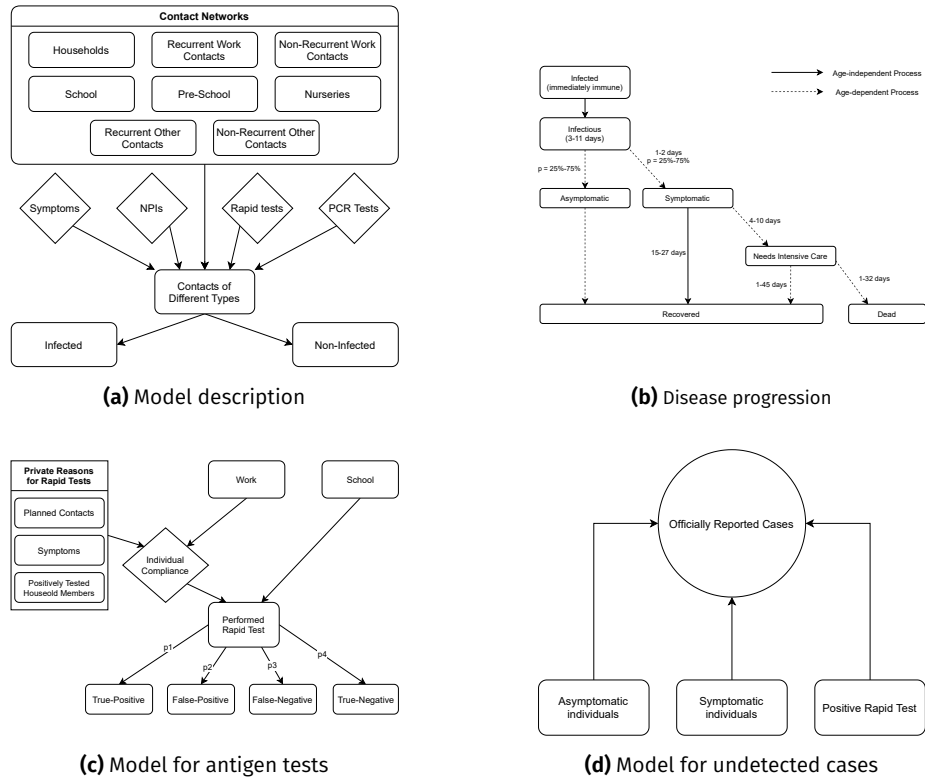 Contact Networks
Households
Recurrent Work
Contacts
Non-Recurrent Work
Contacts
School
Pre-School
Nurseries
Recurrent Other
Contacts
Non-Recurrent Other
Contacts
Symptoms
NPIs
Rapid tests
PCR Tests
Contacts of
Different Types
Infected
Non-Infected
(a) Model description
Infected
(immediately immune)
Age-independent Process
Age-dependent Process
Infectious
(3-11 days)
p = 25%-75%
1-2 days
p = 25%-75%
Asymptomatic
Symptomatic
4-10 days
15-27 days
Needs Intensive Care
1-45 days
1-32 days
Recovered
Dead
(b) Disease progression
Private Reasons
for Rapid Tests
Planned Contacts
Symptoms
Positively Tested
Houseold Members
Work
School
Individual
Compliance
Performed
Rapid Test
p1
p2
p3
p4
True-Positive
False-Positive
False-Negative
True-Negative
(c) Model for antigen tests
Officially Reported Cases
Asymptomatic
individuals
Symptomatic
individuals
Positive Rapid Test
(d) Model for undetected cases